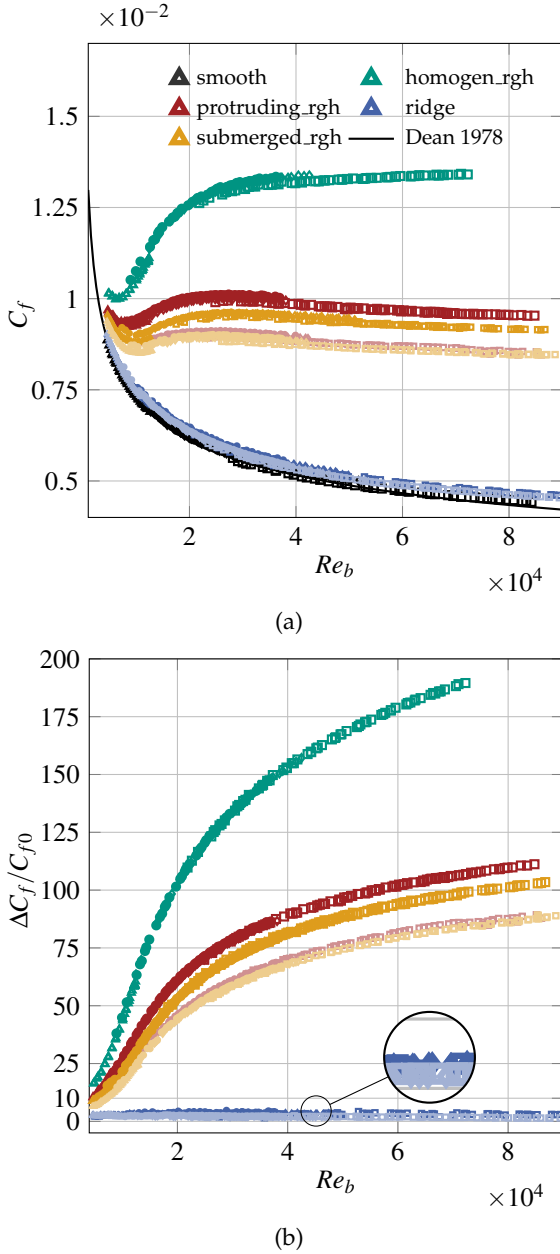 ×10⁻²
1.5
1.25
1
0.75
0.5
C_f
smooth
homogen_rgh
protruding_rgh
ridge
submerged_rgh
Dean 1978
2 4 6 8
Re_b
×10⁴
(a)
200
175
150
125
100
75
50
25
10
0
ΔC_f/C_f0
2 4 6 8
Re_b
×10⁴
(b)